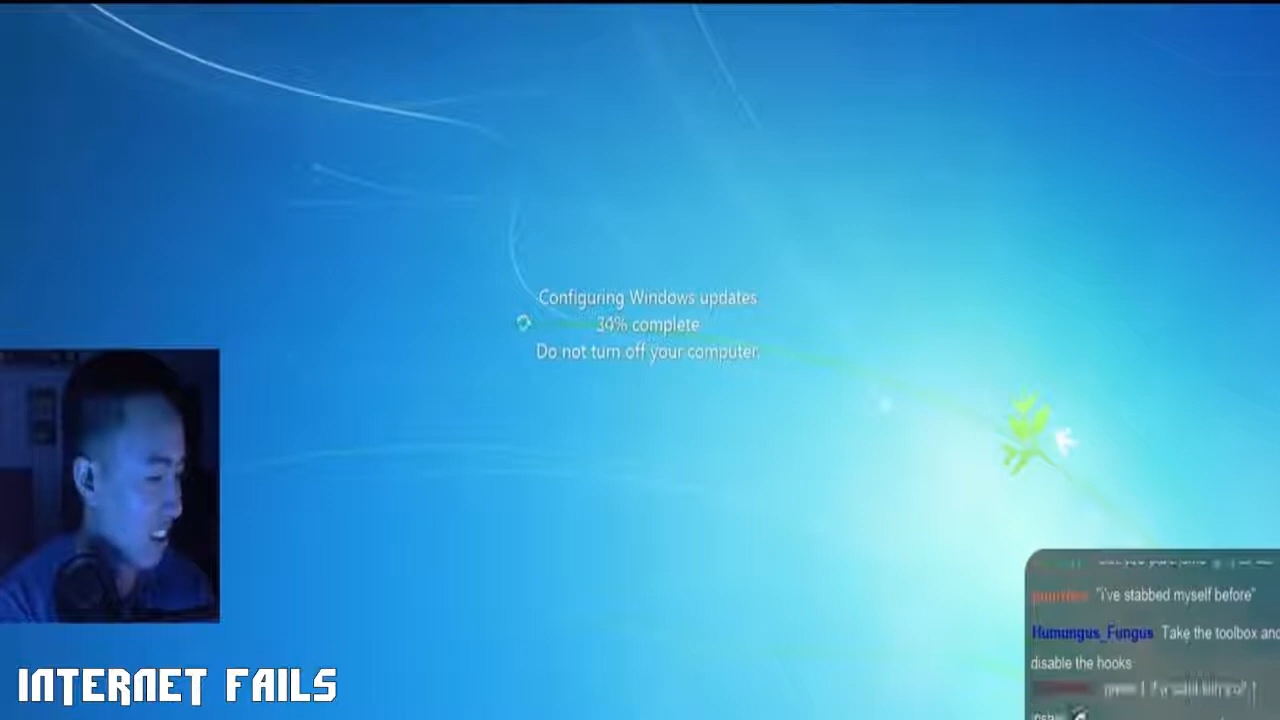 Configuring Windows updates
34% complete
Do not turn off your computer.
"i've stabbed myself before"
Humungus_Fungus Take the toolbox and
disable the hooks
INTERNET FAILS